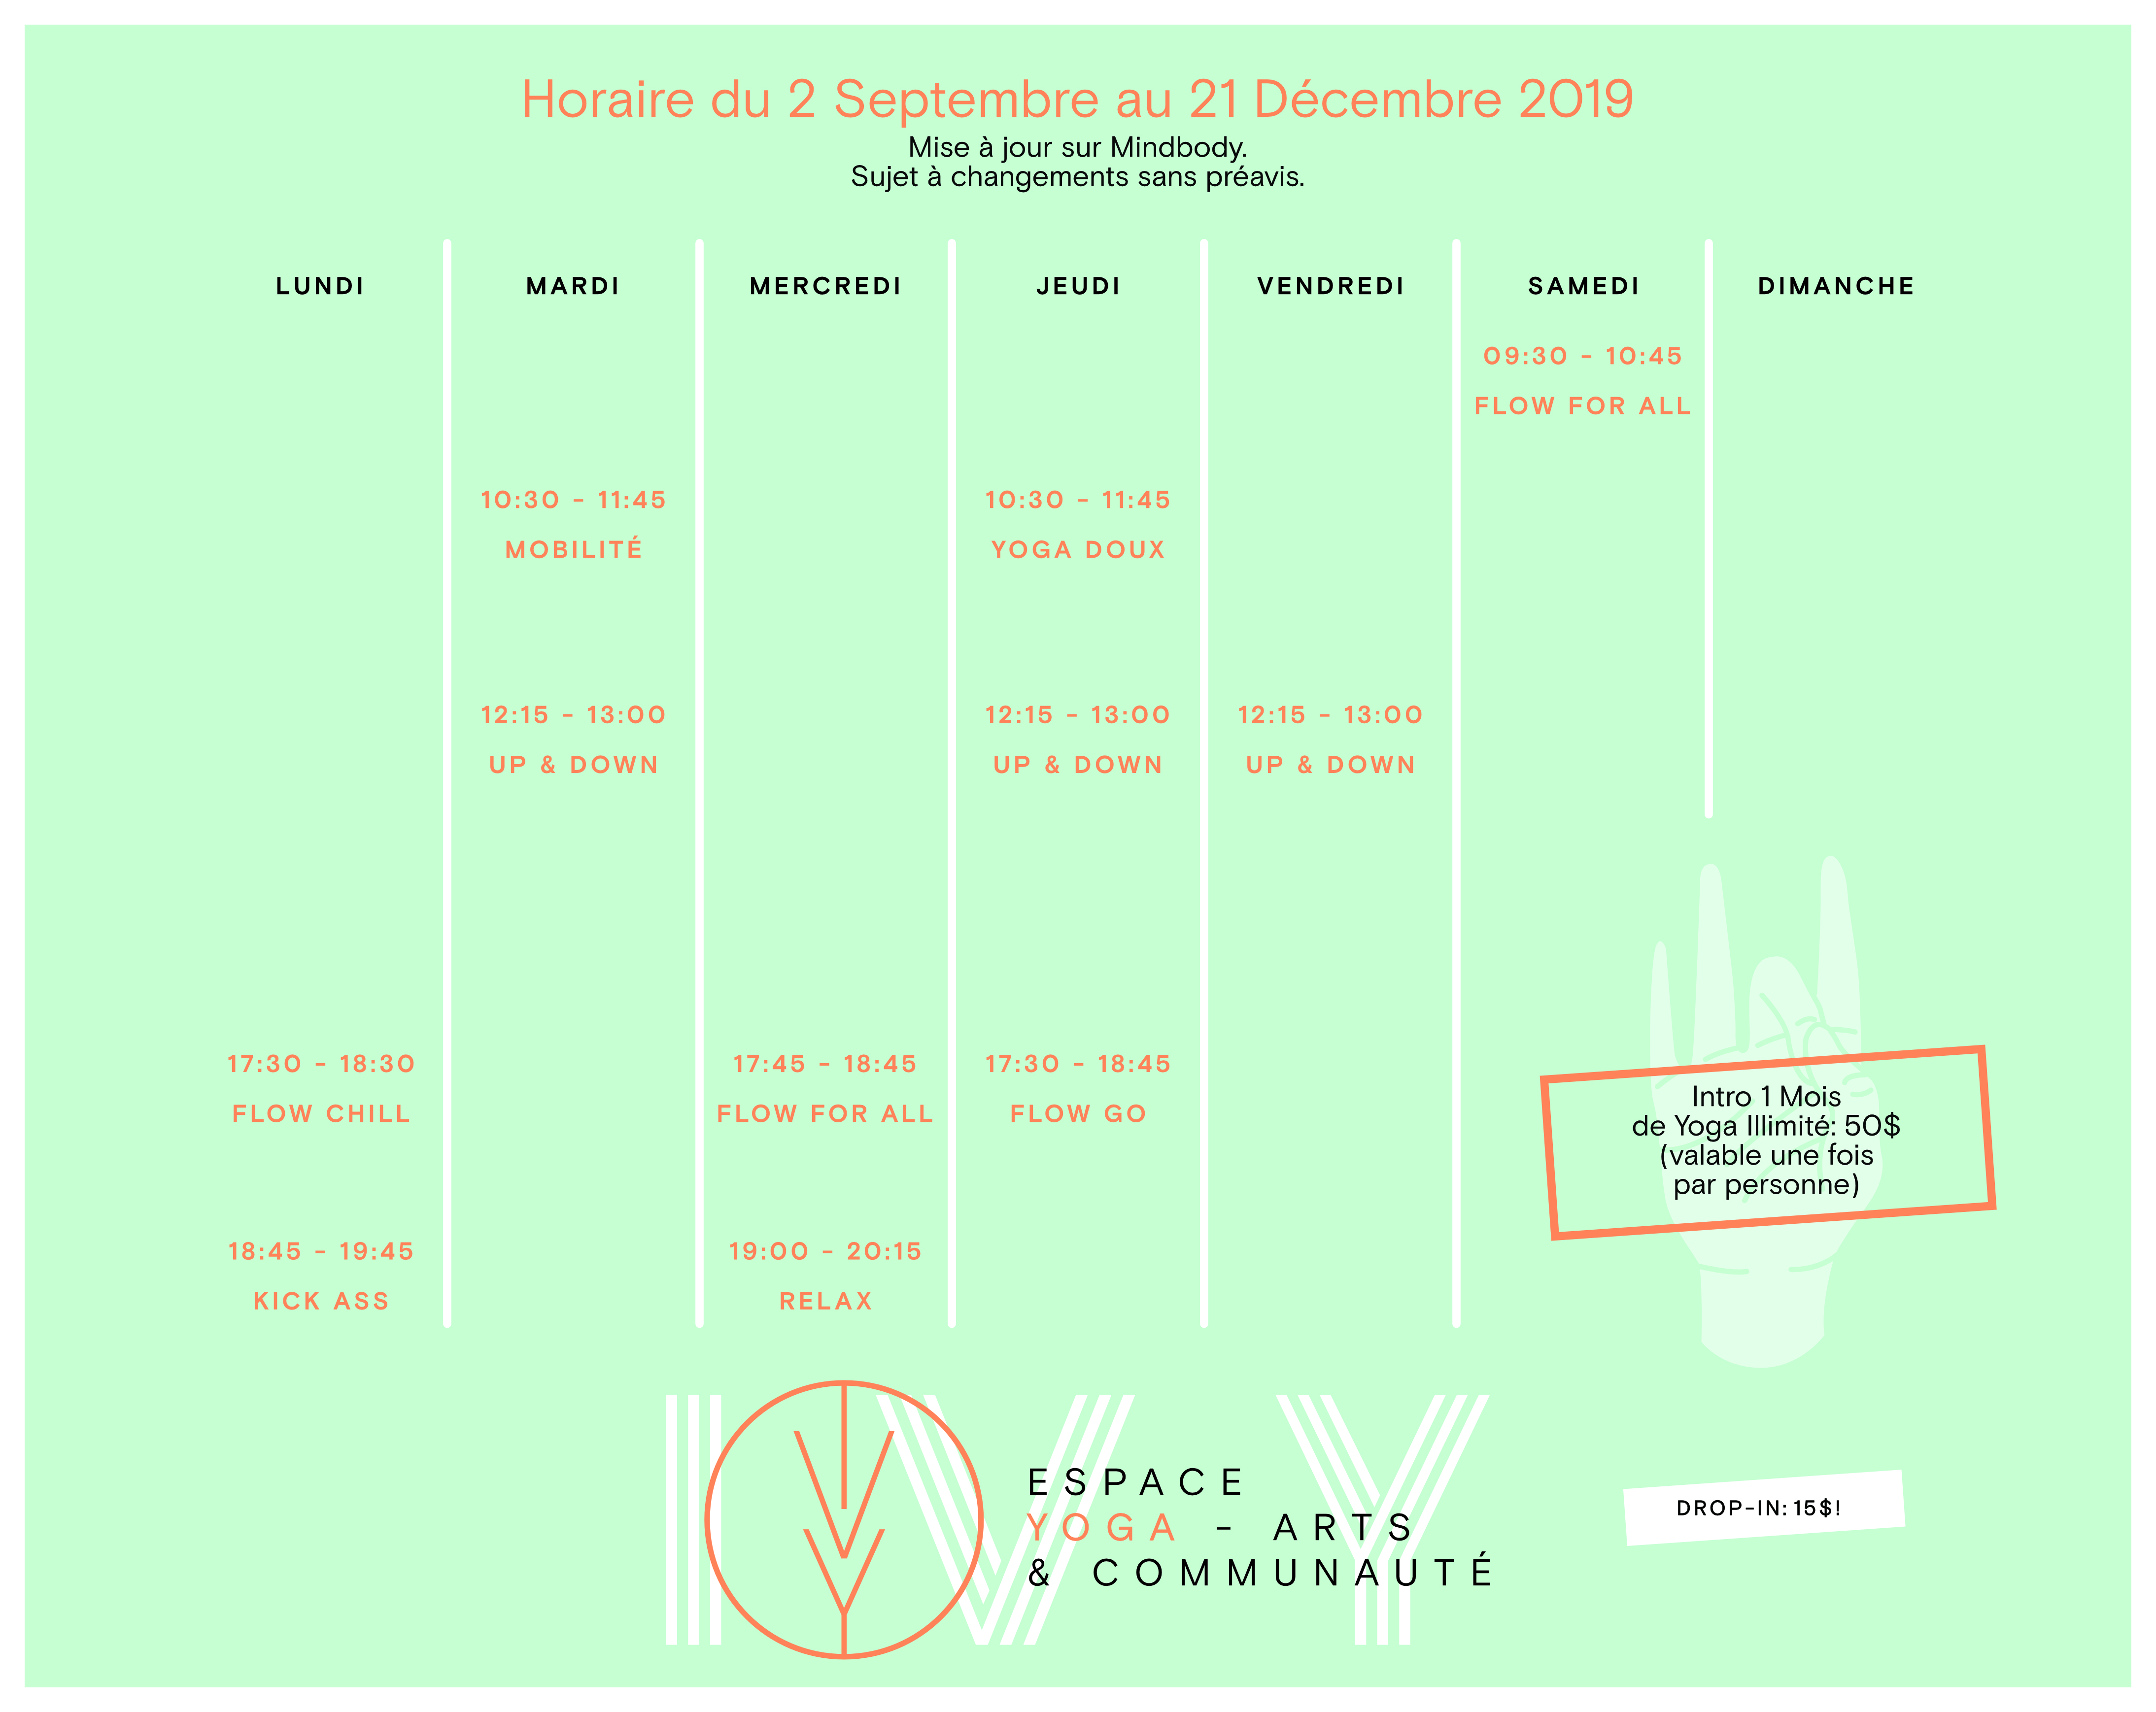 Horaire du 2 Septembre au 21 Décembre 2019
Mise à jour sur Mindbody.
Sujet à changements sans préavis.
LUNDI
17:30 - 18:30
FLOW CHILL
18:45 - 19:45
KICK ASS
MARDI
10:30 - 11:45
MOBILITÉ
12:15 - 13:00
UP & DOWN
MERCREDI
17:45 - 18:45
FLOW FOR ALL
19:00 - 20:15
RELAX
JEUDI
10:30 - 11:45
YOGA DOUX
12:15 - 13:00
UP & DOWN
17:30 - 18:45
FLOW GO
VENDREDI
12:15 - 13:00
UP & DOWN
SAMEDI
09:30 - 10:45
FLOW FOR ALL
DIMANCHE
Intro 1 Mois
de Yoga Illimité: 50$
(valable une fois
par personne)
IVY
ESPACE
YOGA - ARTS
& COMMUNAUTÉ
DROP-IN: 15$!